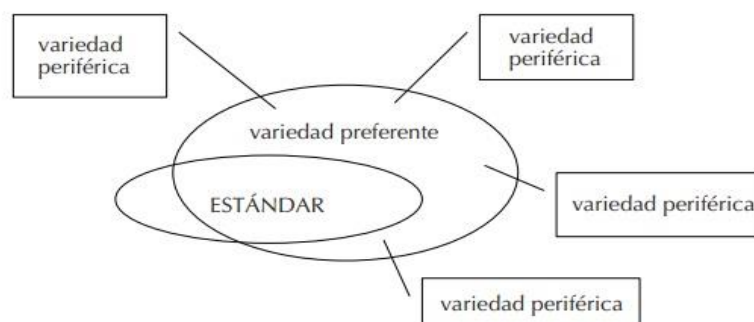 variedad
periférica
variedad
periférica
variedad preferente
variedad periférica
ESTÁNDAR
variedad periférica